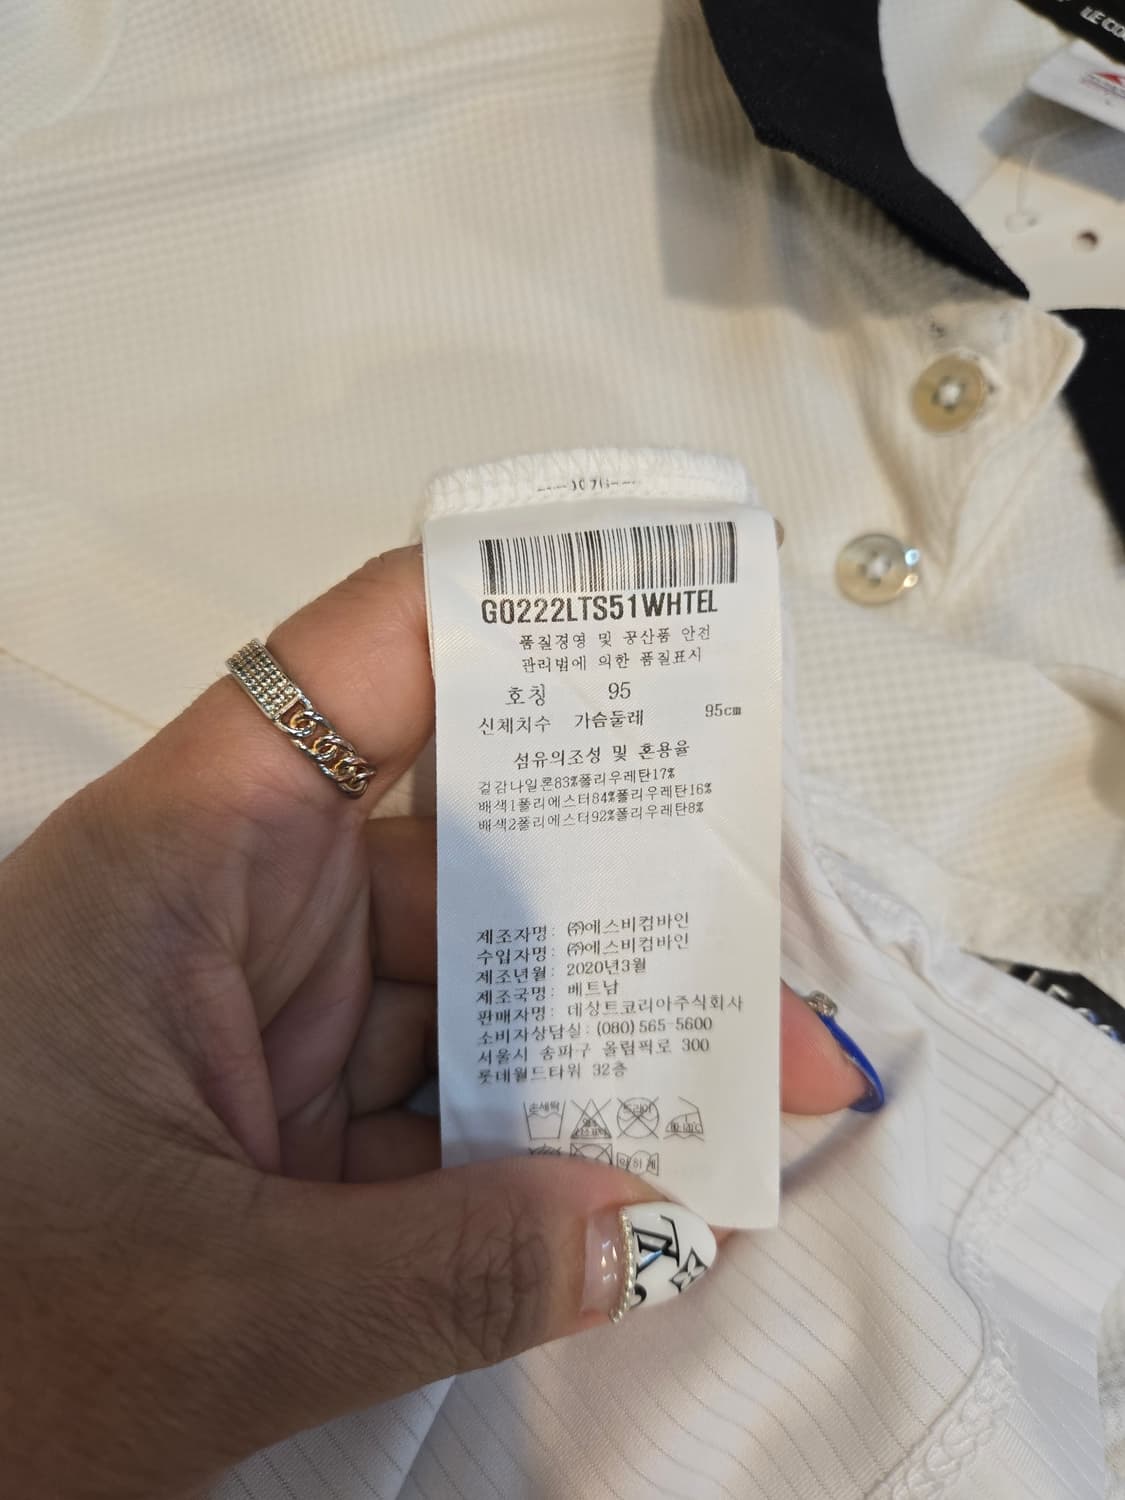 G0222LTS51WHTEL
품질경영 및 공산품 안전
관리법에 의한 품질표시
호칭 95
신체치수 가슴둘레 95cm
섬유의조성 및 혼용율
겉감나일론83%폴리우레탄17%
배색1폴리에스터84%폴리우레탄16%
배색2폴리에스터92%폴리우레탄8%
제조자명: ㈜에스비컴바인
수입자명: ㈜에스비컴바인
제조년월: 2020년3월
제조국명: 베트남
판매자명: 데상트코리아주식회사
소비자상담실: (080) 565-5600
서울시 송파구 올림픽로 300
롯데월드타워 32층
손세탁
드라이